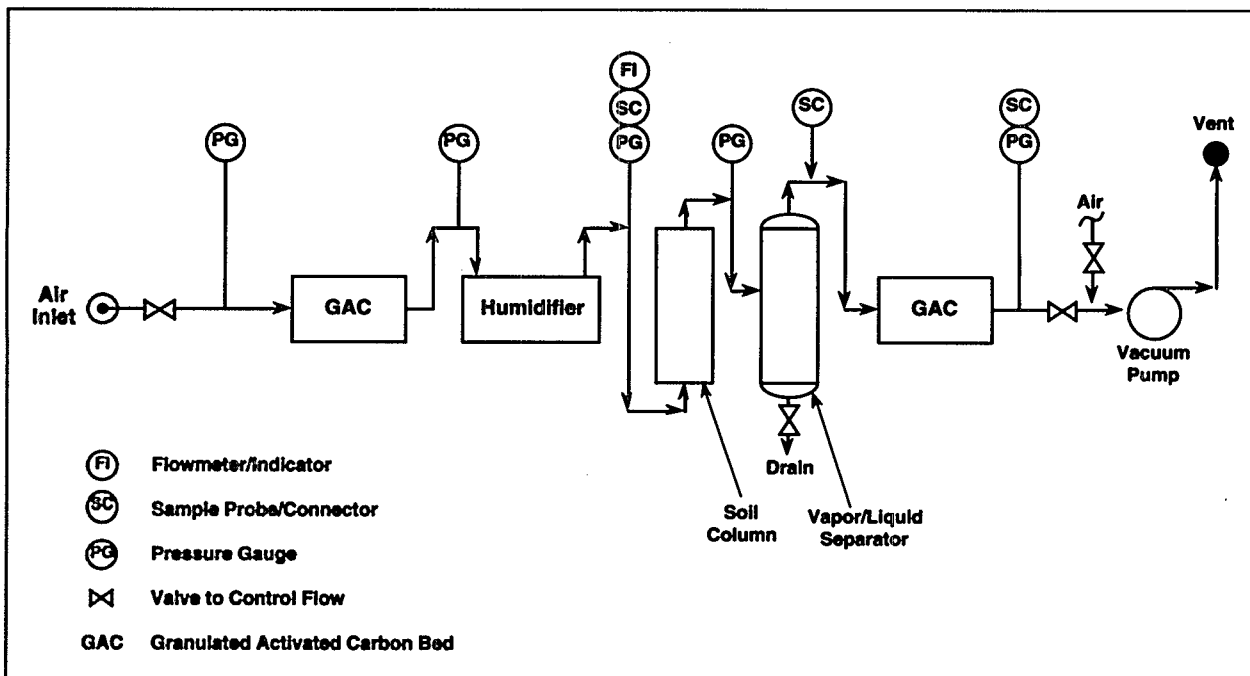 FI
SC
PG
PG
PG
PG
SC
SC
PG
Vent
Air
Air
Inlet
GAC
Humidifier
GAC
Vacuum
Pump
Drain
Soil
Column
Vapor/Liquid
Separator
FI Flowmeter/Indicator
SC Sample Probe/Connector
PG Pressure Gauge
Valve to Control Flow
GAC Granulated Activated Carbon Bed